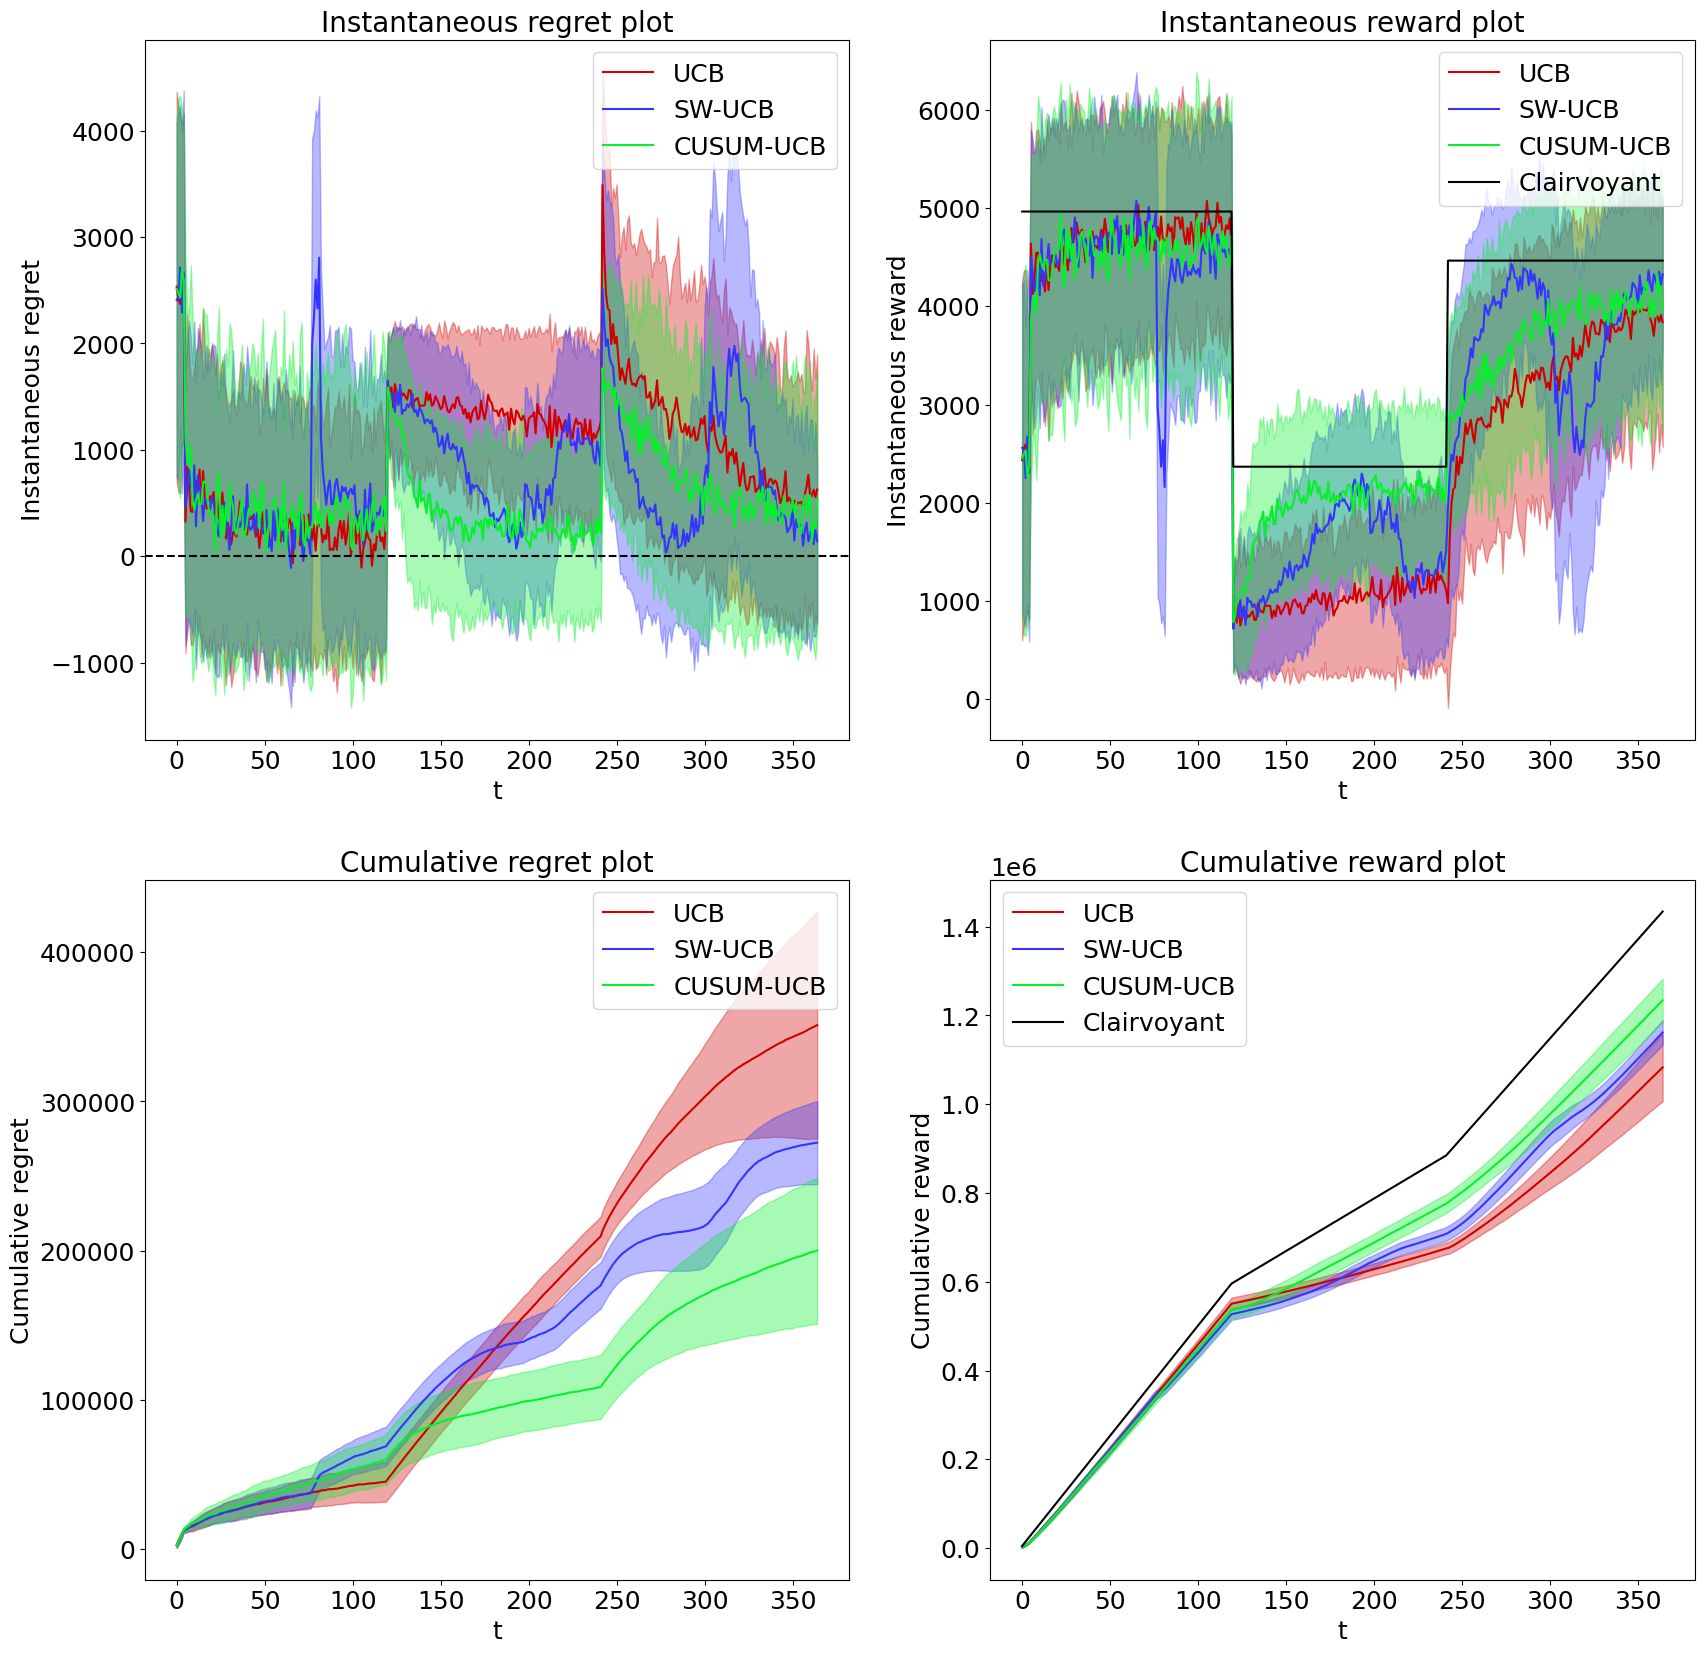 Instantaneous regret plot
Instantaneous regret
4000
3000
2000
1000
0
−1000
UCB
SW-UCB
CUSUM-UCB
0 50 100 150 200 250 300 350
t
Instantaneous reward plot
Instantaneous reward
6000
5000
4000
3000
2000
1000
0
UCB
SW-UCB
CUSUM-UCB
Clairvoyant
0 50 100 150 200 250 300 350
t
Cumulative regret plot
Cumulative regret
400000
300000
200000
100000
0
UCB
SW-UCB
CUSUM-UCB
0 50 100 150 200 250 300 350
t
Cumulative reward plot
1e6
Cumulative reward
1.4
1.2
1.0
0.8
0.6
0.4
0.2
0.0
UCB
SW-UCB
CUSUM-UCB
Clairvoyant
0 50 100 150 200 250 300 350
t